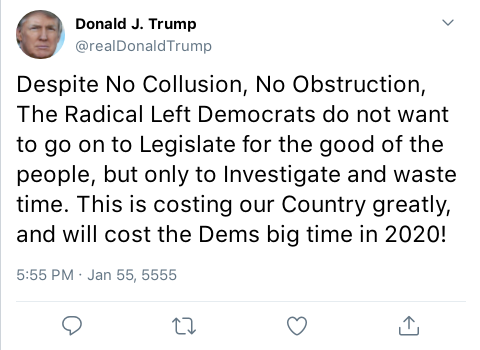 Donald J. Trump
@realDonaldTrump
Despite No Collusion, No Obstruction,
The Radical Left Democrats do not want
to go on to Legislate for the good of the
people, but only to Investigate and waste
time. This is costing our Country greatly,
and will cost the Dems big time in 2020!
5:55 PM · Jan 55, 5555